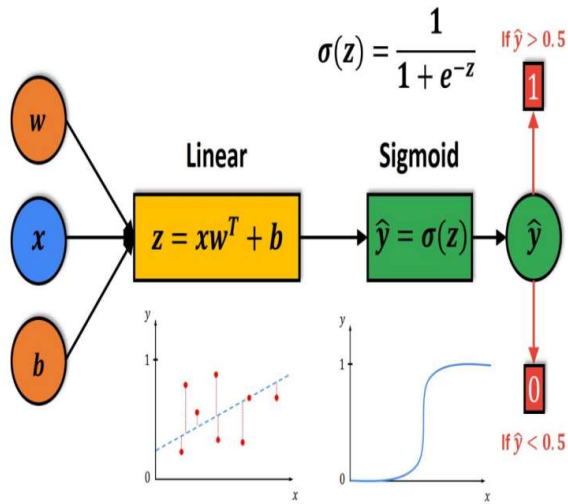 σ(z) = 1 / (1 + e^{-z})
If ŷ > 0.5
1
w
Linear
Sigmoid
x
z = xw^T + b
ŷ = σ(z)
ŷ
b
y
1
0
x
y
1
0
x
0
If ŷ < 0.5